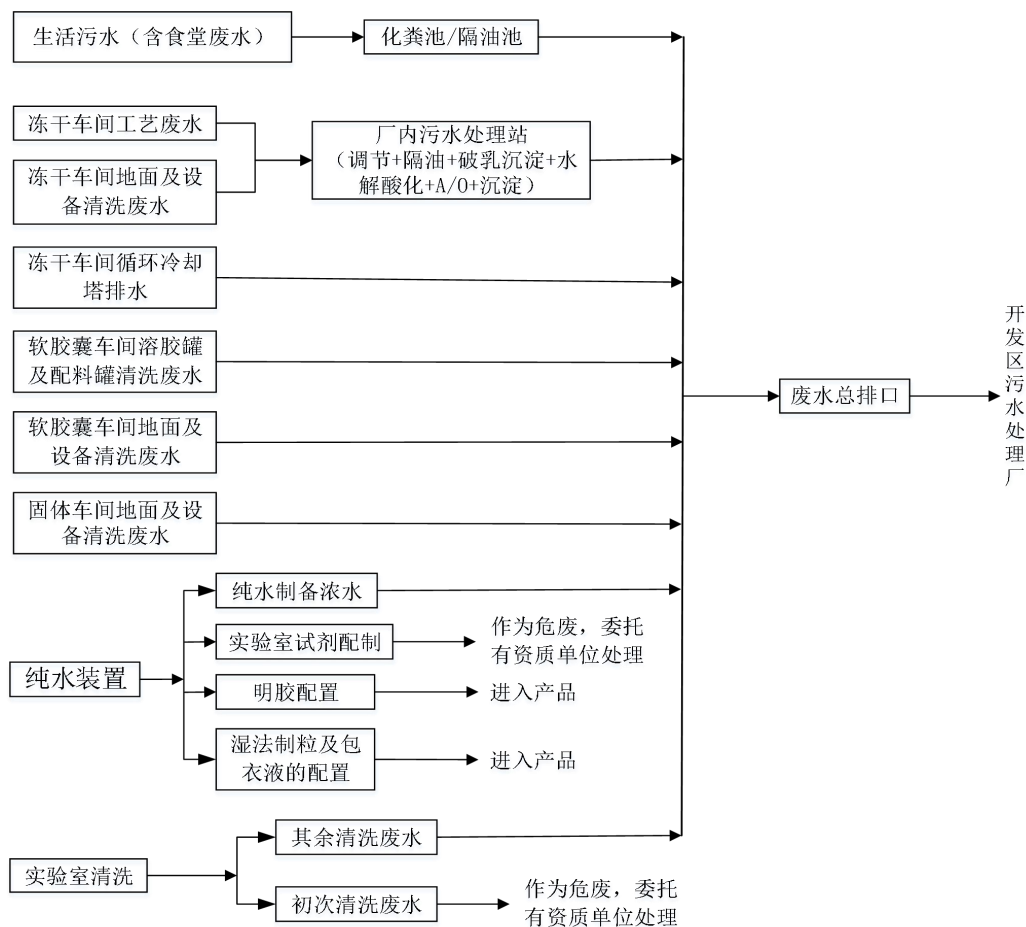 生活污水（含食堂废水）
化粪池/隔油池
冻干车间工艺废水
冻干车间地面及设
备清洗废水
厂内污水处理站
（调节+隔油+破乳沉淀+水
解酸化+A/O+沉淀）
冻干车间循环冷却
塔排水
软胶囊车间溶胶罐
及配料罐清洗废水
软胶囊车间地面及
设备清洗废水
固体车间地面及设
备清洗废水
废水总排口
开
发
区
污
水
处
理
厂
纯水装置
纯水制备浓水
实验室试剂配制
作为危废，委托
有资质单位处理
明胶配置
进入产品
湿法制粒及包
衣液的配置
进入产品
实验室清洗
其余清洗废水
初次清洗废水
作为危废，委托
有资质单位处理